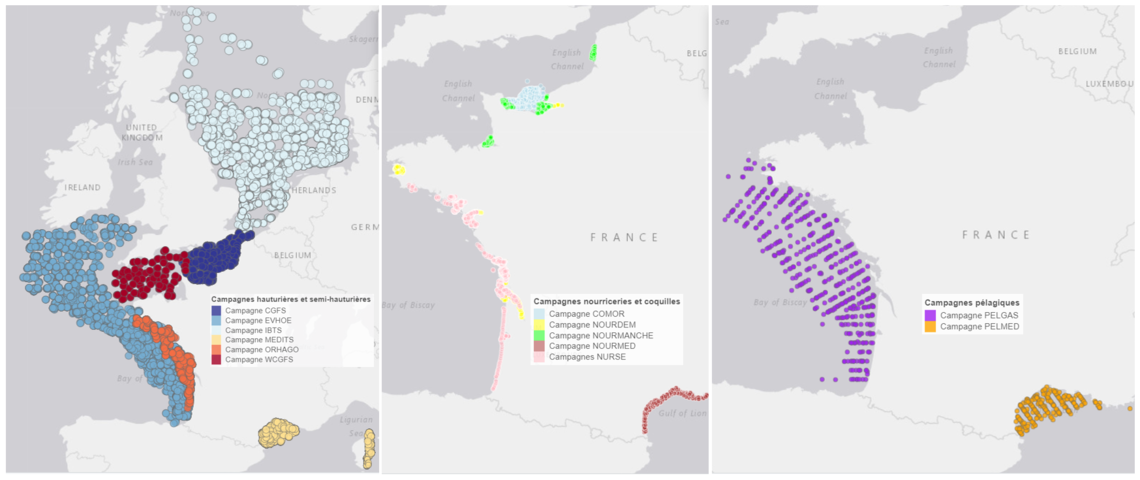 Skagen
No
DENM
UNITED
KINGDOM
Irish Sea
IRELAND
HERLANDS
GERM
BELGIUM
Campagnes hauturières et semi-hauturières
Campagne CGFS
Campagne EVHOE
Campagne IBTS
Campagne MEDITS
Campagne ORHAGO
Campagne WCGFS
Bay of
Ligurian
Sea
English
Channel
BELG
English
Channel
FRANCE
Bay of Biscay
Campagnes nourriceries et coquilles
Campagne COMOR
Campagne NOURDEM
Campagne NOURMANCHE
Campagne NOURMED
Campagnes NURSE
Gulf of Lion
Sea
English
Channel
BELGIUM
English
Channel
LUXEMBOU
FRANCE
Bay of Biscay
Campagnes pélagiques
Campagne PELGAS
Campagne PELMED